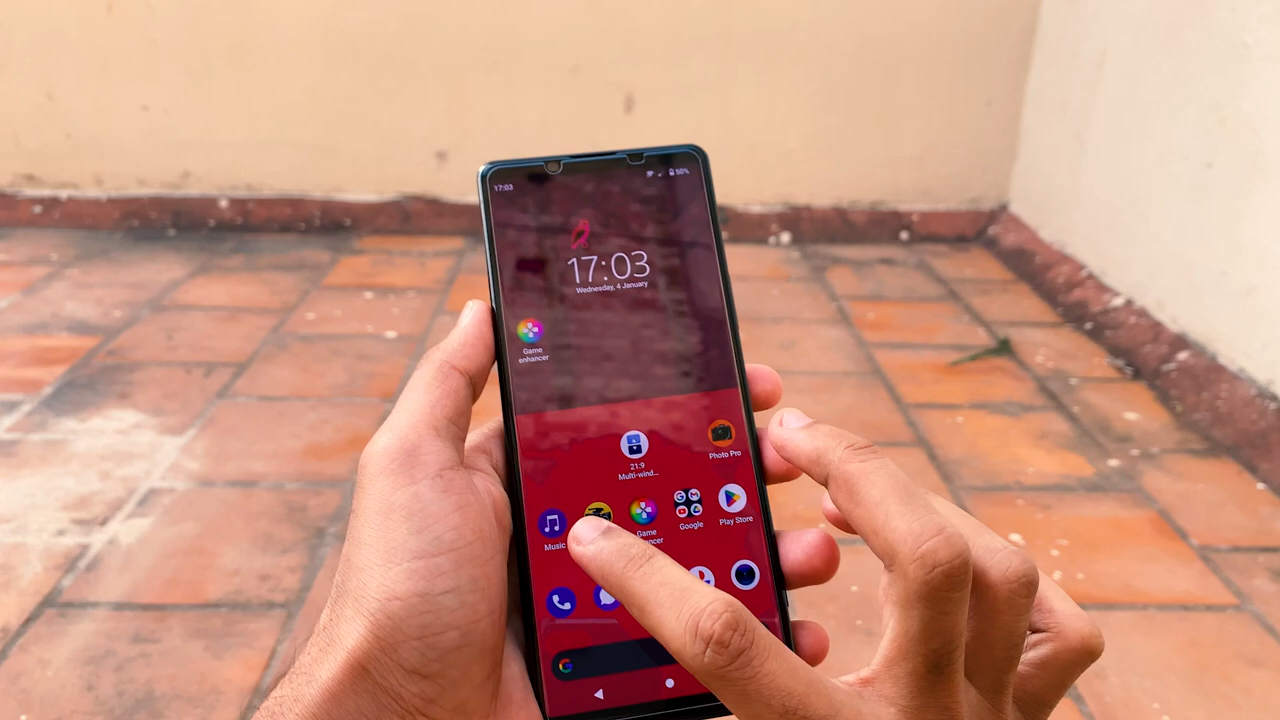 17:03
50%
17:03
Wednesday, 4 January
Game
enhancer
21:9
Multi-wind...
Photo Pro
Music
Game
Google
Play Store